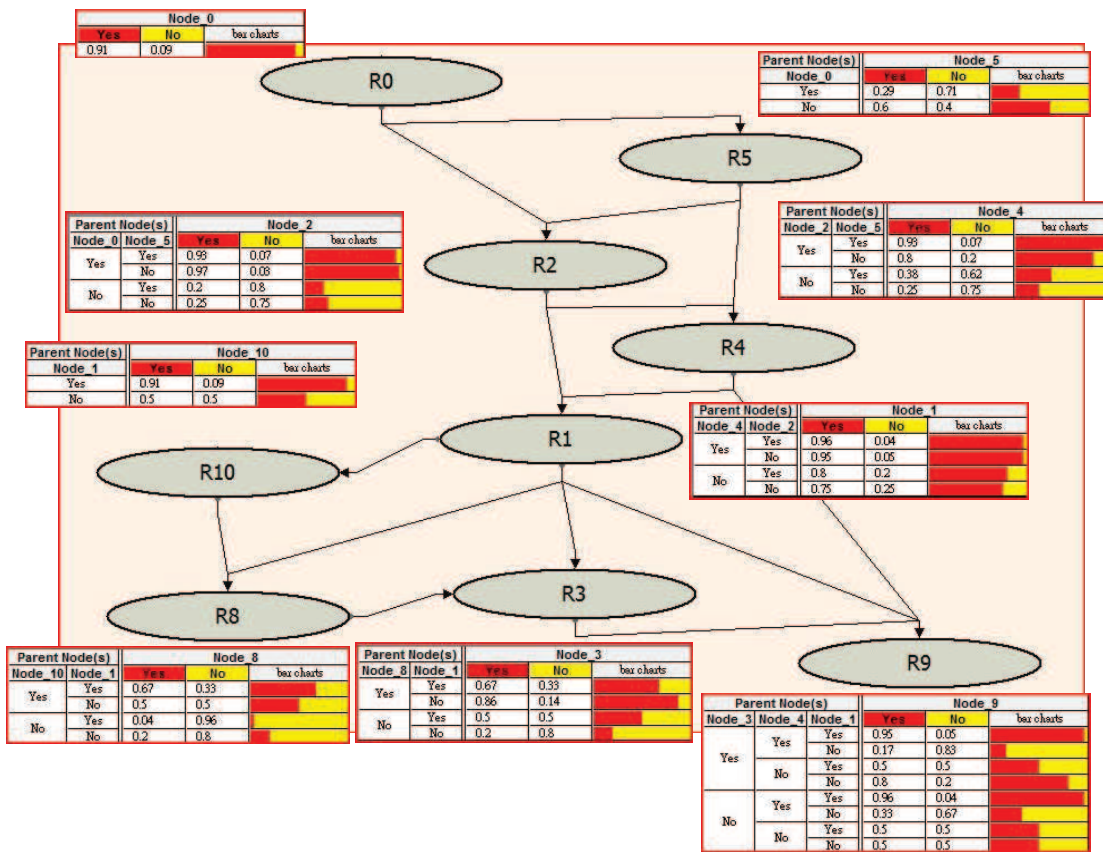 Node_0
Yes No bar charts
0.91 0.09
R0
Parent Node(s) Node_5
Node_0 Yes No bar charts
Yes 0.29 0.71
No 0.6 0.4
R5
Parent Node(s) Node_2
Node_0 Node_5 Yes No bar charts
Yes Yes 0.93 0.07
No 0.97 0.03
No Yes 0.2 0.8
No 0.25 0.75
R2
Parent Node(s) Node_4
Node_2 Node_5 Yes No bar charts
Yes Yes 0.93 0.07
No 0.8 0.2
No Yes 0.38 0.62
No 0.25 0.75
R4
Parent Node(s) Node_10
Node_1 Yes No bar charts
Yes 0.91 0.09
No 0.5 0.5
R1
Parent Node(s) Node_1
Node_4 Node_2 Yes No bar charts
Yes Yes 0.96 0.04
No 0.95 0.05
No Yes 0.8 0.2
No 0.75 0.25
R10
R3
R8
R9
Parent Node(s) Node_8
Node_10 Node_1 Yes No bar charts
Yes Yes 0.67 0.33
No 0.5 0.5
No Yes 0.04 0.96
No 0.2 0.8
Parent Node(s) Node_3
Node_8 Node_1 Yes No bar charts
Yes Yes 0.67 0.33
No 0.86 0.14
No Yes 0.5 0.5
No 0.2 0.8
Parent Node(s) Node_9
Node_3 Node_4 Node_1 Yes No bar charts
Yes Yes Yes 0.95 0.05
No 0.17 0.83
No Yes 0.5 0.5
No 0.8 0.2
No Yes Yes 0.96 0.04
No 0.33 0.67
No Yes 0.5 0.5
No 0.5 0.5